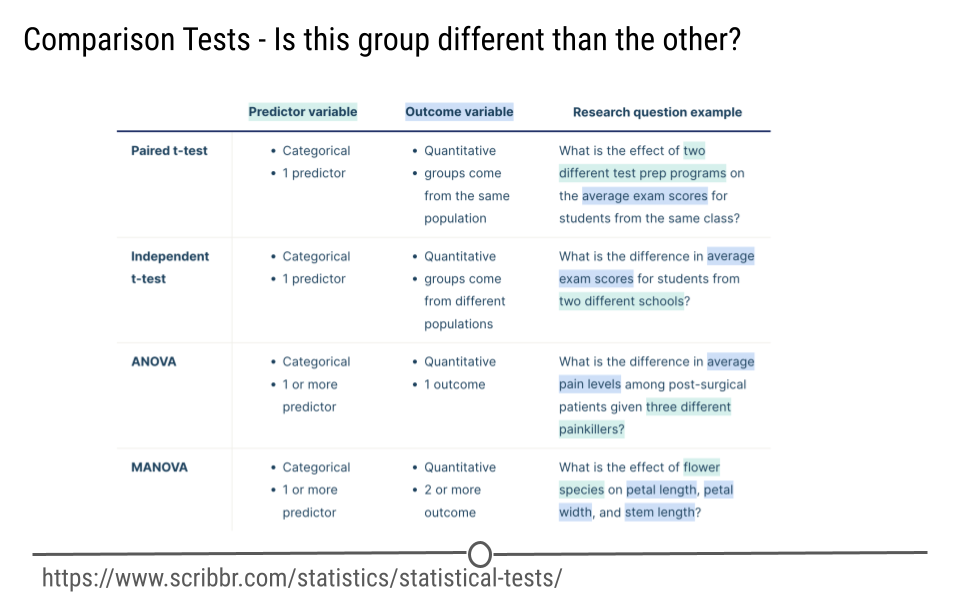 Comparison Tests - Is this group different than the other?
Predictor variable Outcome variable Research question example
Paired t-test
• Categorical
• 1 predictor
• Quantitative
• groups come
from the same
population
What is the effect of two
different test prep programs on
the average exam scores for
students from the same class?
Independent
t-test
• Categorical
• 1 predictor
• Quantitative
• groups come
from different
populations
What is the difference in average
exam scores for students from
two different schools?
ANOVA
• Categorical
• 1 or more
predictor
• Quantitative
• 1 outcome
What is the difference in average
pain levels among post-surgical
patients given three different
painkillers?
MANOVA
• Categorical
• 1 or more
predictor
• Quantitative
• 2 or more
outcome
What is the effect of flower
species on petal length, petal
width, and stem length?
https://www.scribbr.com/statistics/statistical-tests/